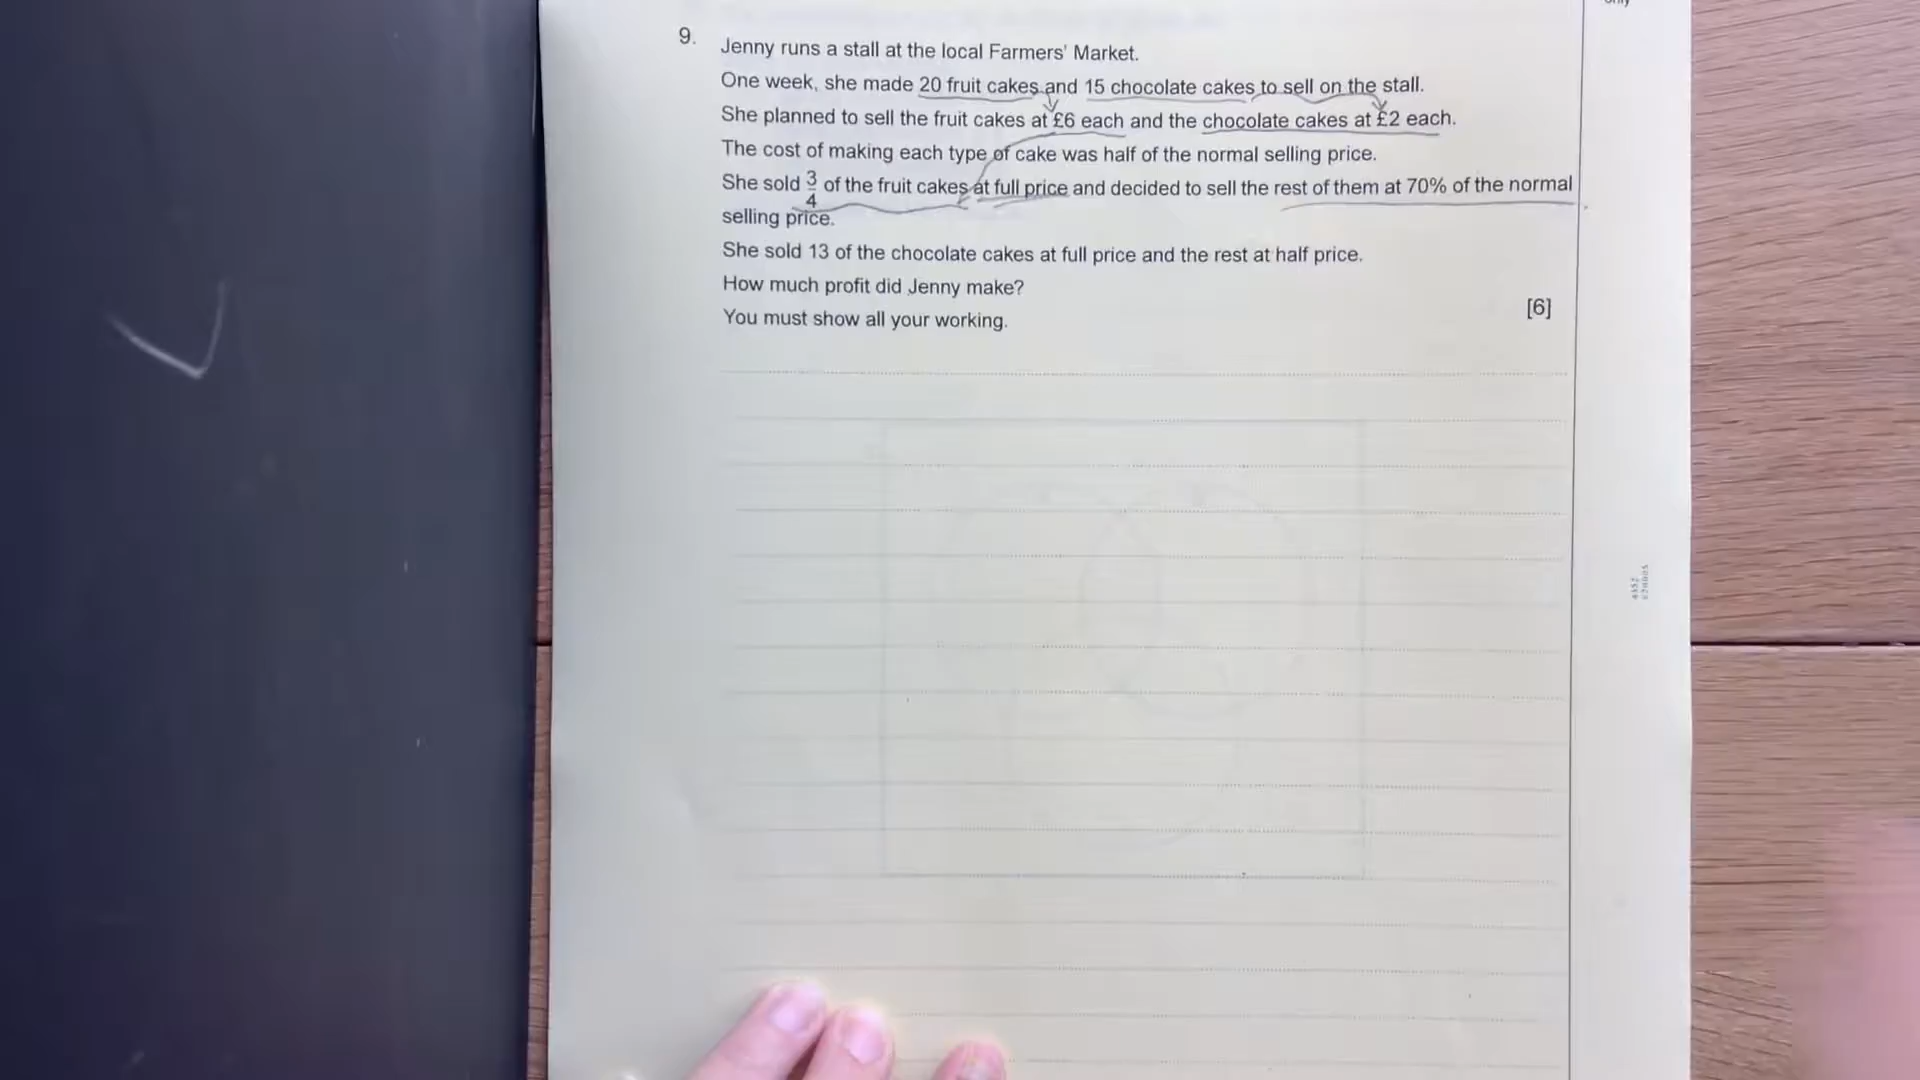 only
9.
Jenny runs a stall at the local Farmers' Market.
One week, she made 20 fruit cakes and 15 chocolate cakes to sell on the stall.
She planned to sell the fruit cakes at £6 each and the chocolate cakes at £2 each.
The cost of making each type of cake was half of the normal selling price.
She sold 3/4 of the fruit cakes at full price and decided to sell the rest of them at 70% of the normal
selling price.
She sold 13 of the chocolate cakes at full price and the rest at half price.
How much profit did Jenny make?
You must show all your working.
[6]